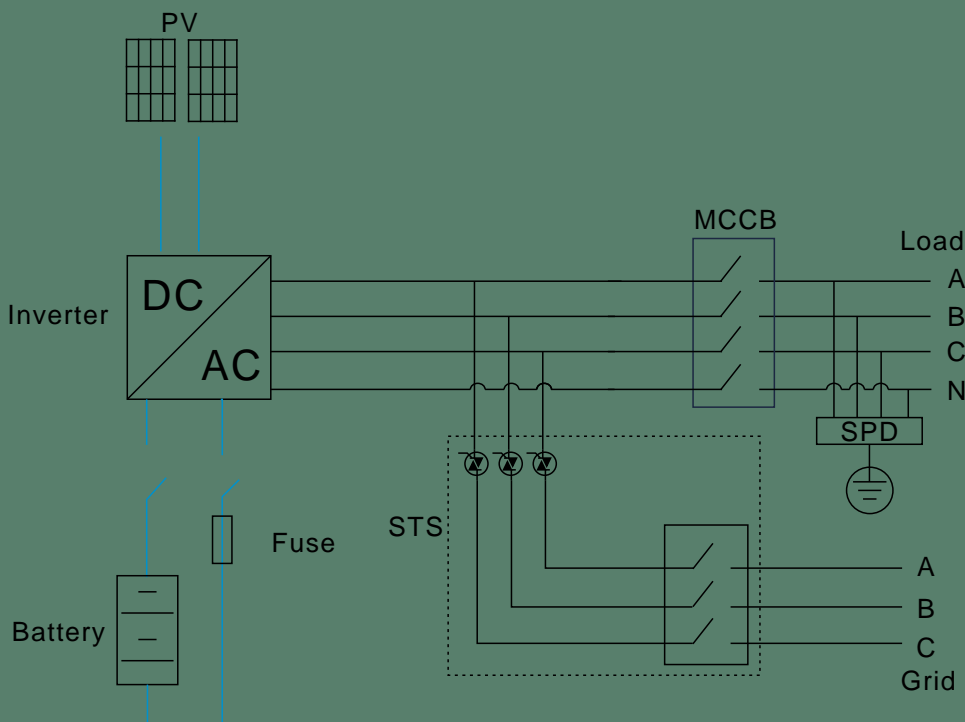 PV
MCCB
Load
A
B
C
N
Inverter
DC
AC
SPD
STS
Fuse
Battery
A
B
C
Grid